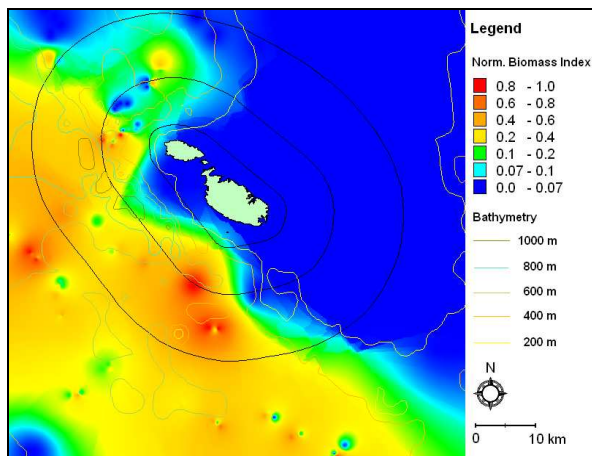 Legend
Norm. Biomass Index
0.8 - 1.0
0.6 - 0.8
0.4 - 0.6
0.2 - 0.4
0.1 - 0.2
0.07 - 0.1
0.0 - 0.07
Bathymetry
1000 m
800 m
600 m
400 m
200 m
N
0 10 km